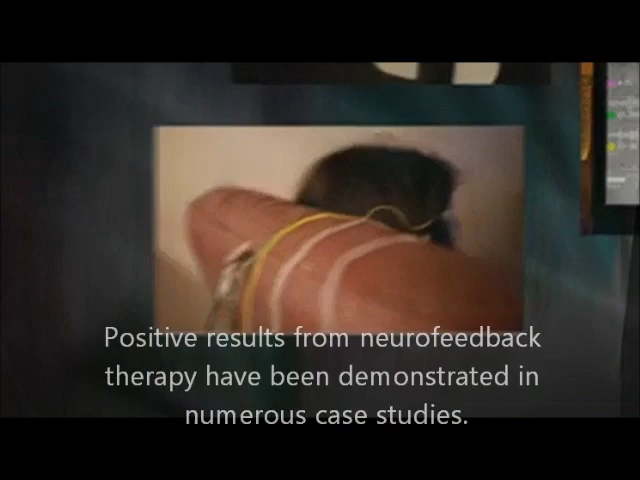 Positive results from neurofeedback
therapy have been demonstrated in
numerous case studies.